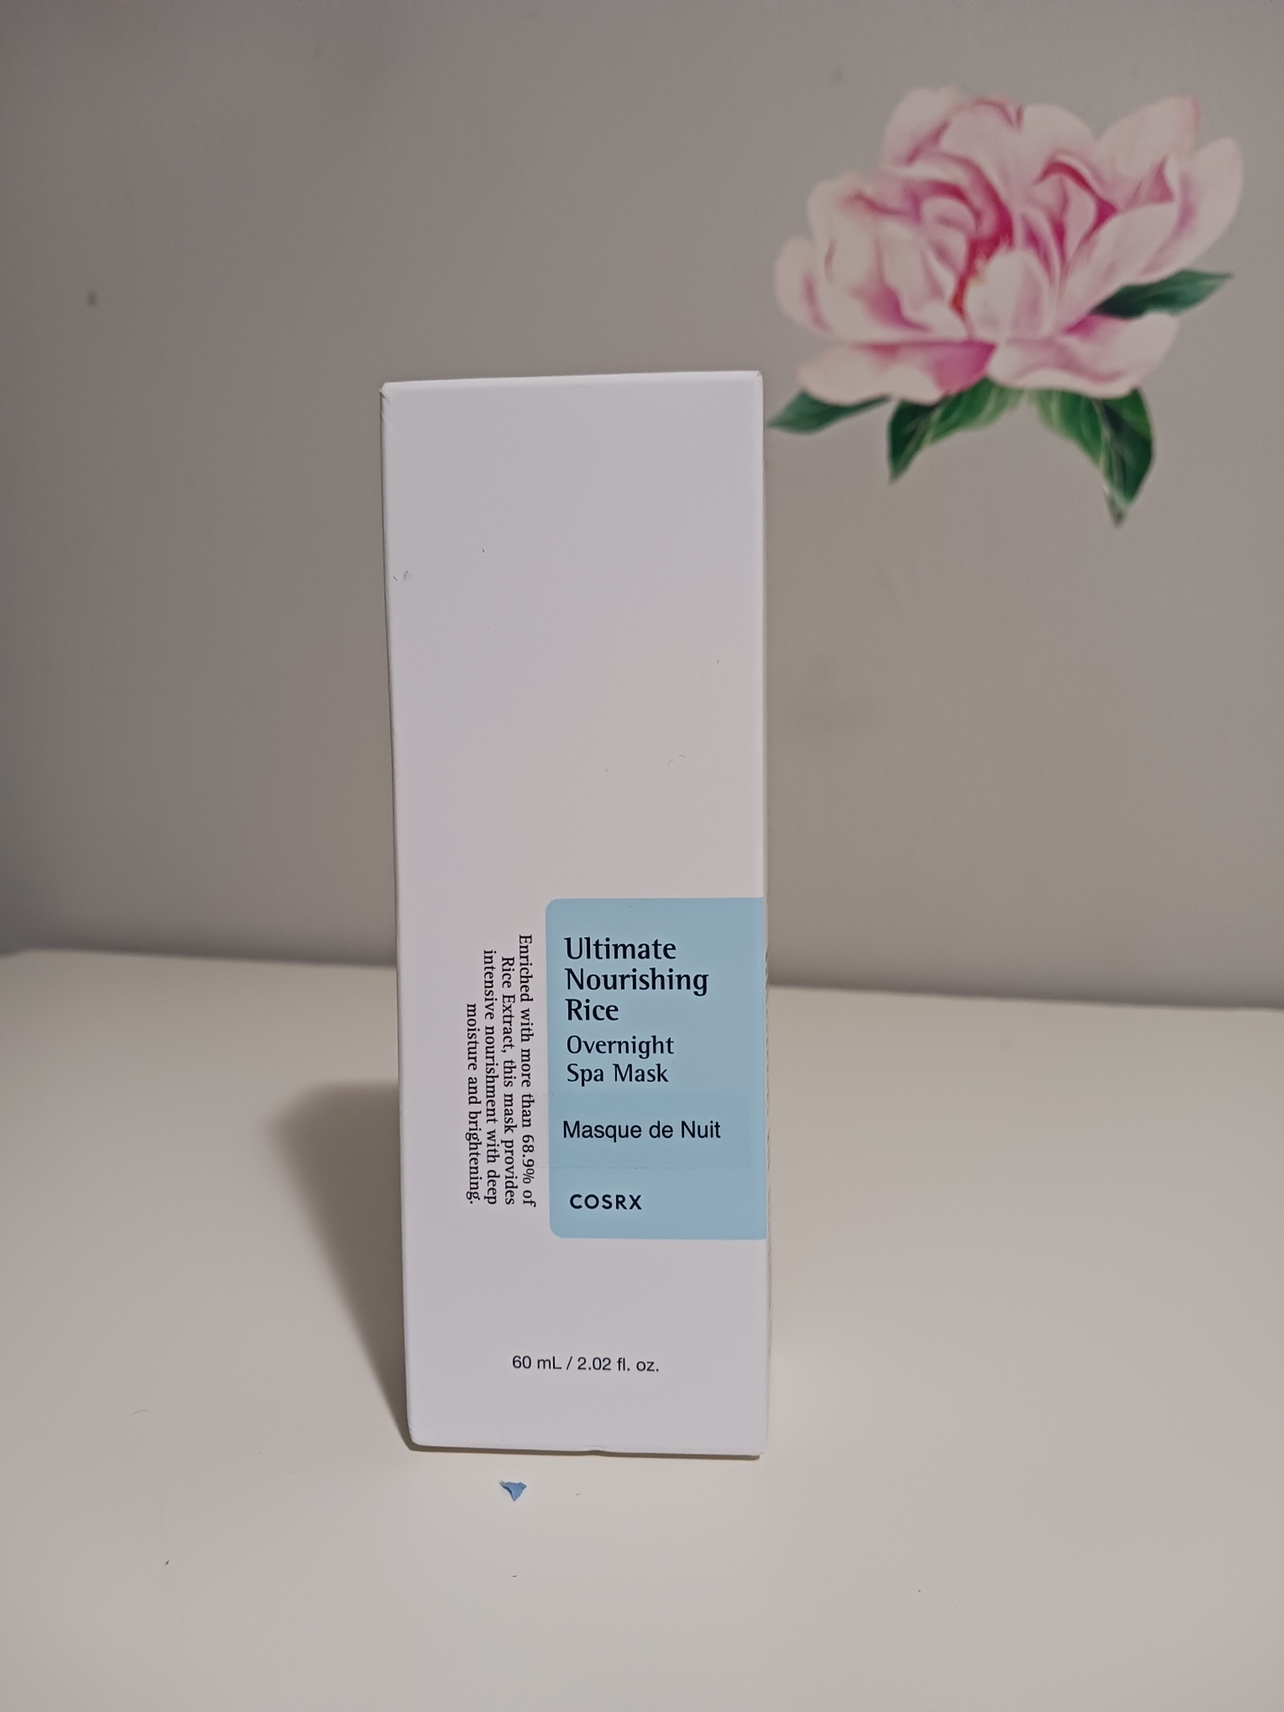 Ultimate
Nourishing
Rice
Overnight
Spa Mask
Masque de Nuit
COSRX
Enriched with more than 68.9% of
Rice Extract, this mask provides
intensive nourishment with deep
moisture and brightening.
60 mL / 2.02 fl. oz.